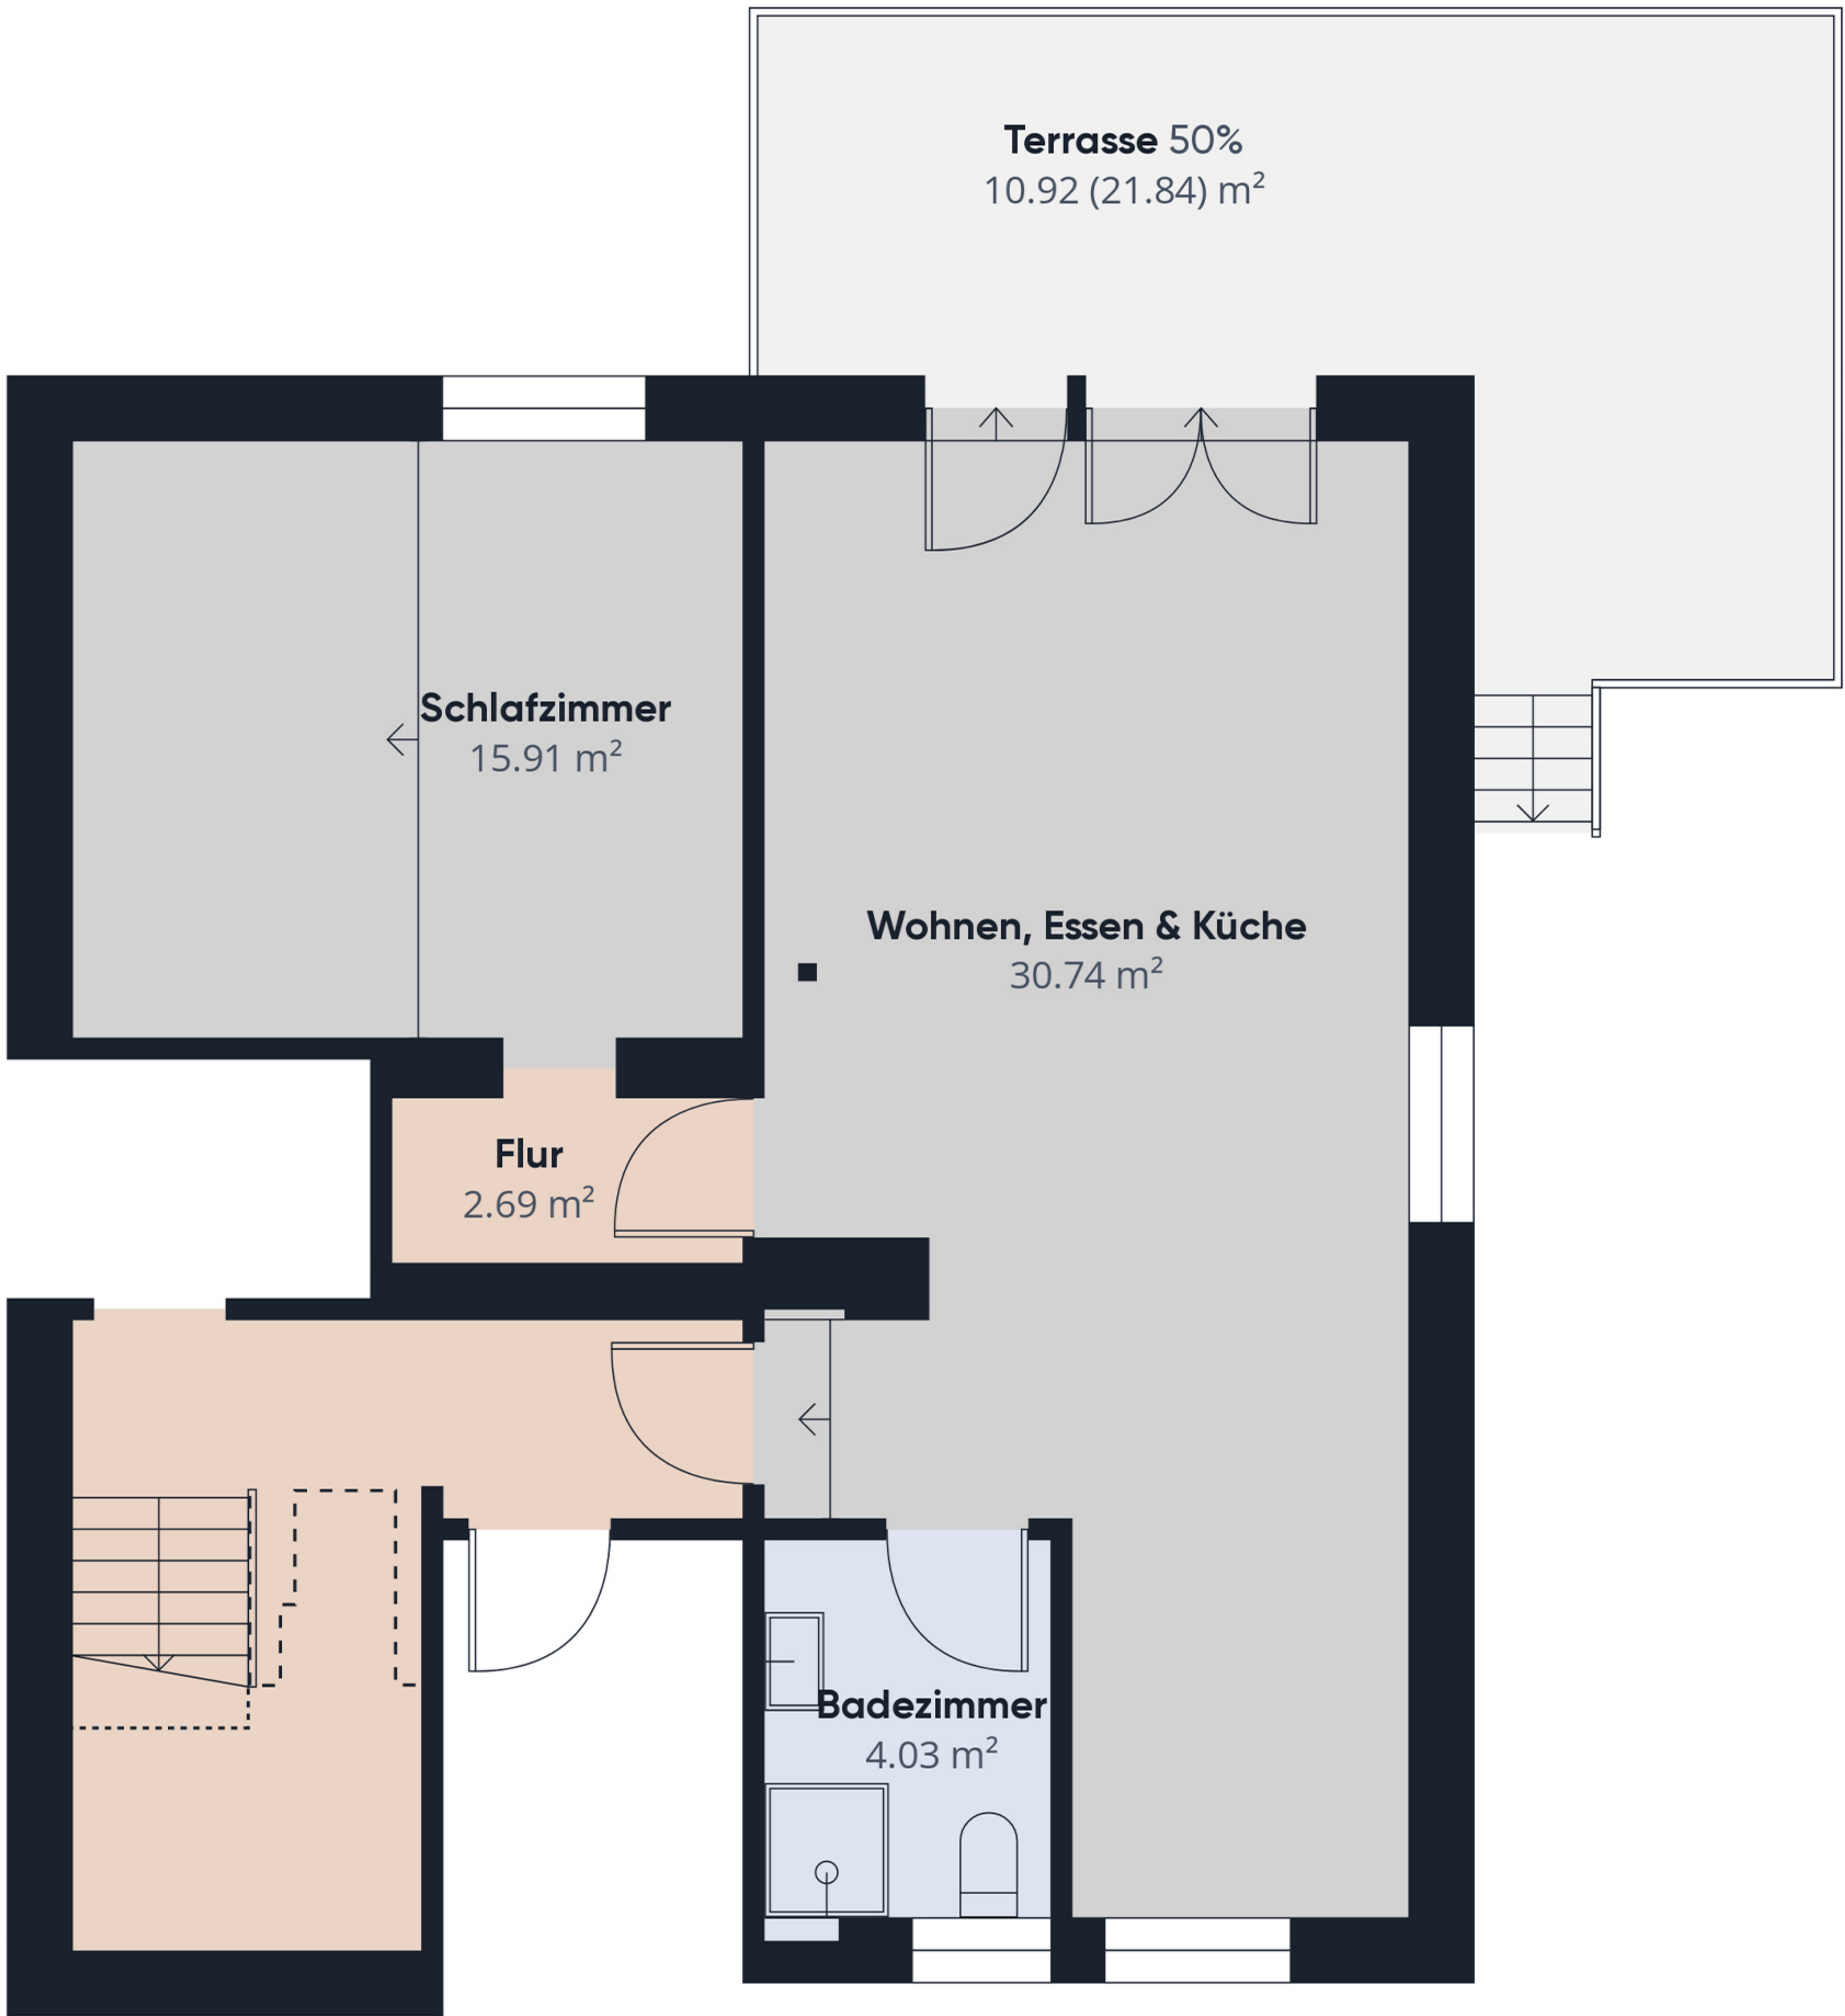 Terrasse 50%
10.92 (21.84) m²
Schlafzimmer
15.91 m²
Wohnen, Essen & Küche
30.74 m²
Flur
2.69 m²
Badezimmer
4.03 m²